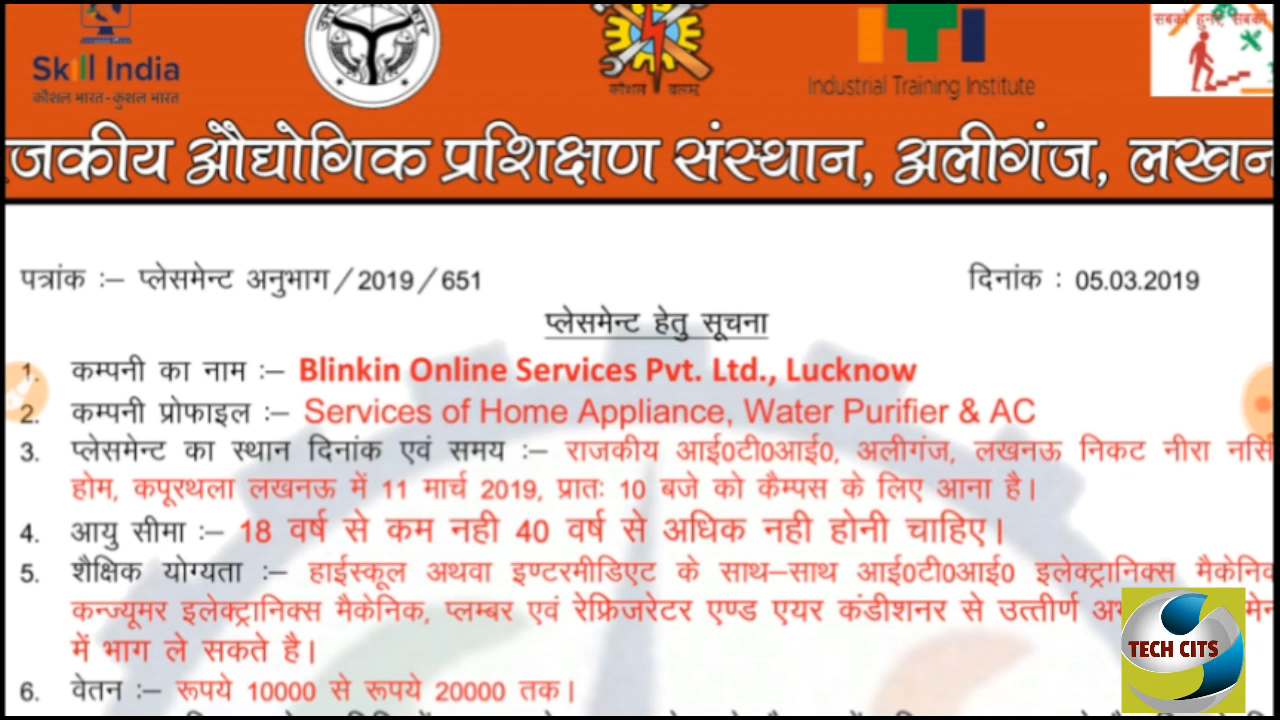 Skill India
कौशल भारत-कुशल भारत
Industrial Training Institute
सबको हुनर, सबको
राजकीय औद्योगिक प्रशिक्षण संस्थान, अलीगंज, लखन
पत्रांक :– प्लेसमेन्ट अनुभाग/2019/651
दिनांक : 05.03.2019
प्लेसमेन्ट हेतु सूचना
1. कम्पनी का नाम :– Blinkin Online Services Pvt. Ltd., Lucknow
2. कम्पनी प्रोफाइल :– Services of Home Appliance, Water Purifier & AC
3. प्लेसमेन्ट का स्थान दिनांक एवं समय :– राजकीय आई0टी0आई0, अलीगंज, लखनऊ निकट नीरा नर्सि
होम, कपूरथला लखनऊ में 11 मार्च 2019, प्रातः 10 बजे को कैम्पस के लिए आना है।
4. आयु सीमा :– 18 वर्ष से कम नही 40 वर्ष से अधिक नही होनी चाहिए।
5. शैक्षिक योग्यता :– हाईस्कूल अथवा इण्टरमीडिएट के साथ–साथ आई0टी0आई0 इलेक्ट्रानिक्स मैकेनिक
कन्ज्यूमर इलेक्ट्रानिक्स मैकेनिक, प्लम्बर एवं रेफ्रिजरेटर एण्ड एयर कंडीशनर से उत्तीर्ण
में भाग ले सकते है।
6. वेतन :– रूपये 10000 से रूपये 20000 तक।
TECH CITS